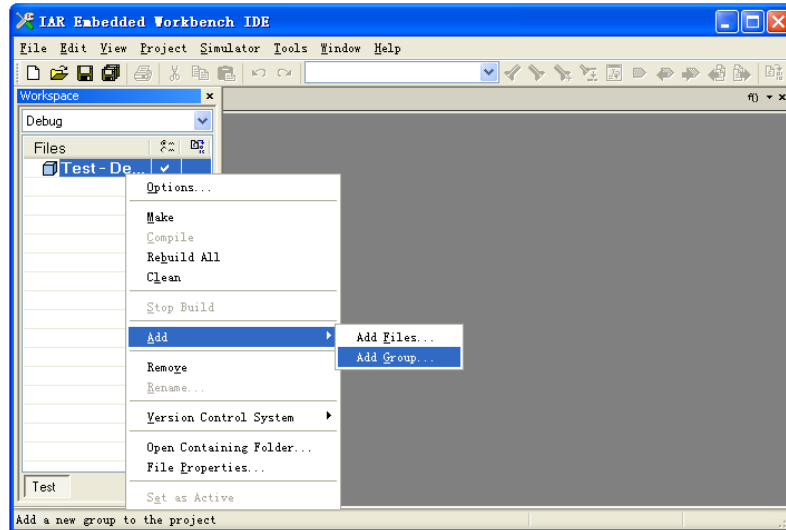 IAR Embedded Workbench IDE
File Edit View Project Simulator Tools Window Help
Workspace
f()
Debug
Files
Test - De...
Options...
Make
Compile
Rebuild All
Clean
Stop Build
Add
Add Files...
Add Group...
Remove
Rename...
Version Control System
Open Containing Folder...
File Properties...
Set as Active
Test
Add a new group to the project